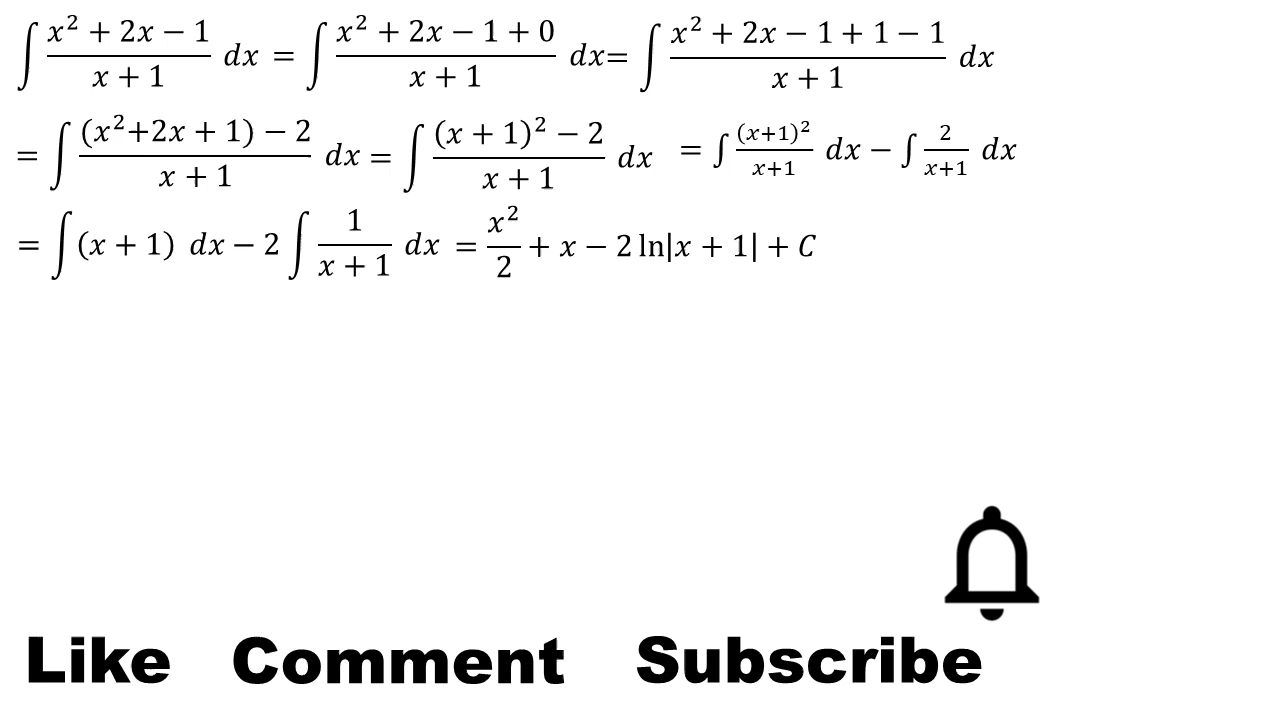 ∫ (x² + 2x − 1)/(x + 1) dx = ∫ (x² + 2x − 1 + 0)/(x + 1) dx= ∫ (x² + 2x − 1 + 1 − 1)/(x + 1) dx
= ∫ ((x²+2x + 1) − 2)/(x + 1) dx = ∫ ((x + 1)² − 2)/(x + 1) dx = ∫ (x+1)²/(x+1) dx − ∫ 2/(x+1) dx
= ∫(x + 1) dx − 2 ∫ 1/(x + 1) dx = x²/2 + x − 2 ln|x + 1| + C
Like Comment Subscribe